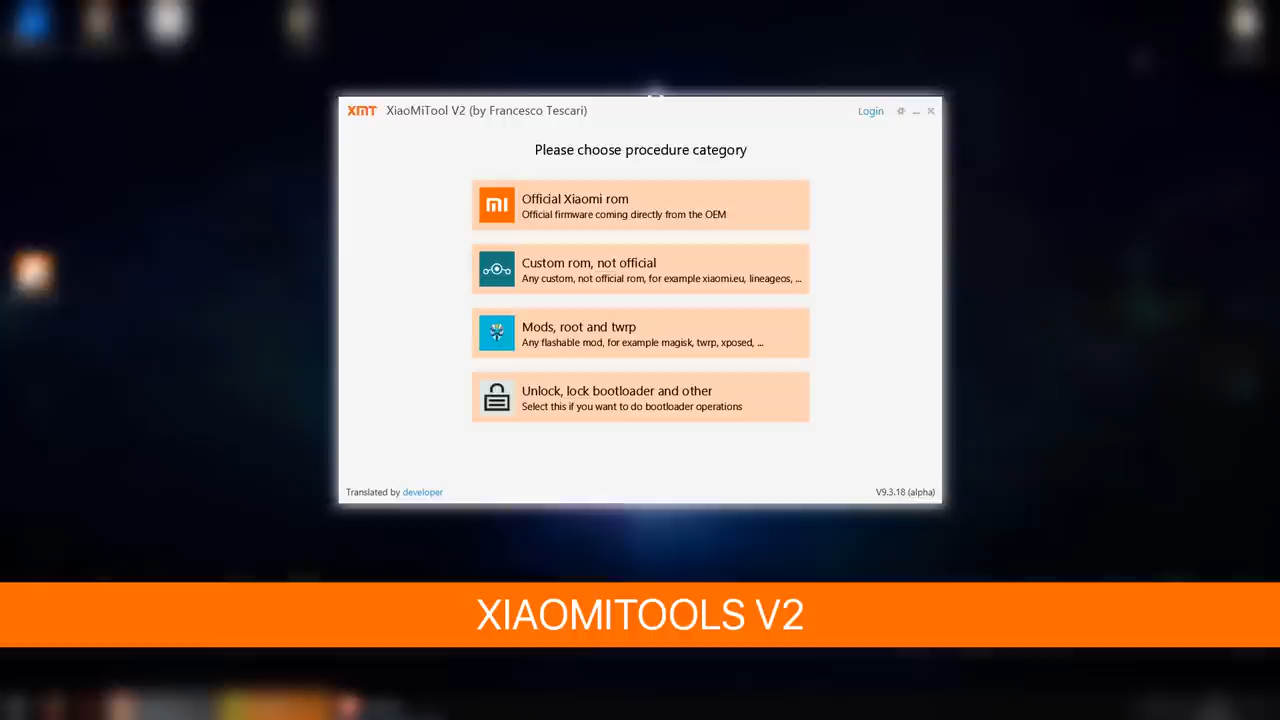 XMT XiaoMiTool V2 (by Francesco Tescari) Login
Please choose procedure category
Official Xiaomi rom
Official firmware coming directly from the OEM
Custom rom, not official
Any custom, not official rom, for example xiaomi.eu, lineageos, ...
Mods, root and twrp
Any flashable mod, for example magisk, twrp, xposed, ...
Unlock, lock bootloader and other
Select this if you want to do bootloader operations
Translated by developer V9.3.18 (alpha)
XIAOMITOOLS V2